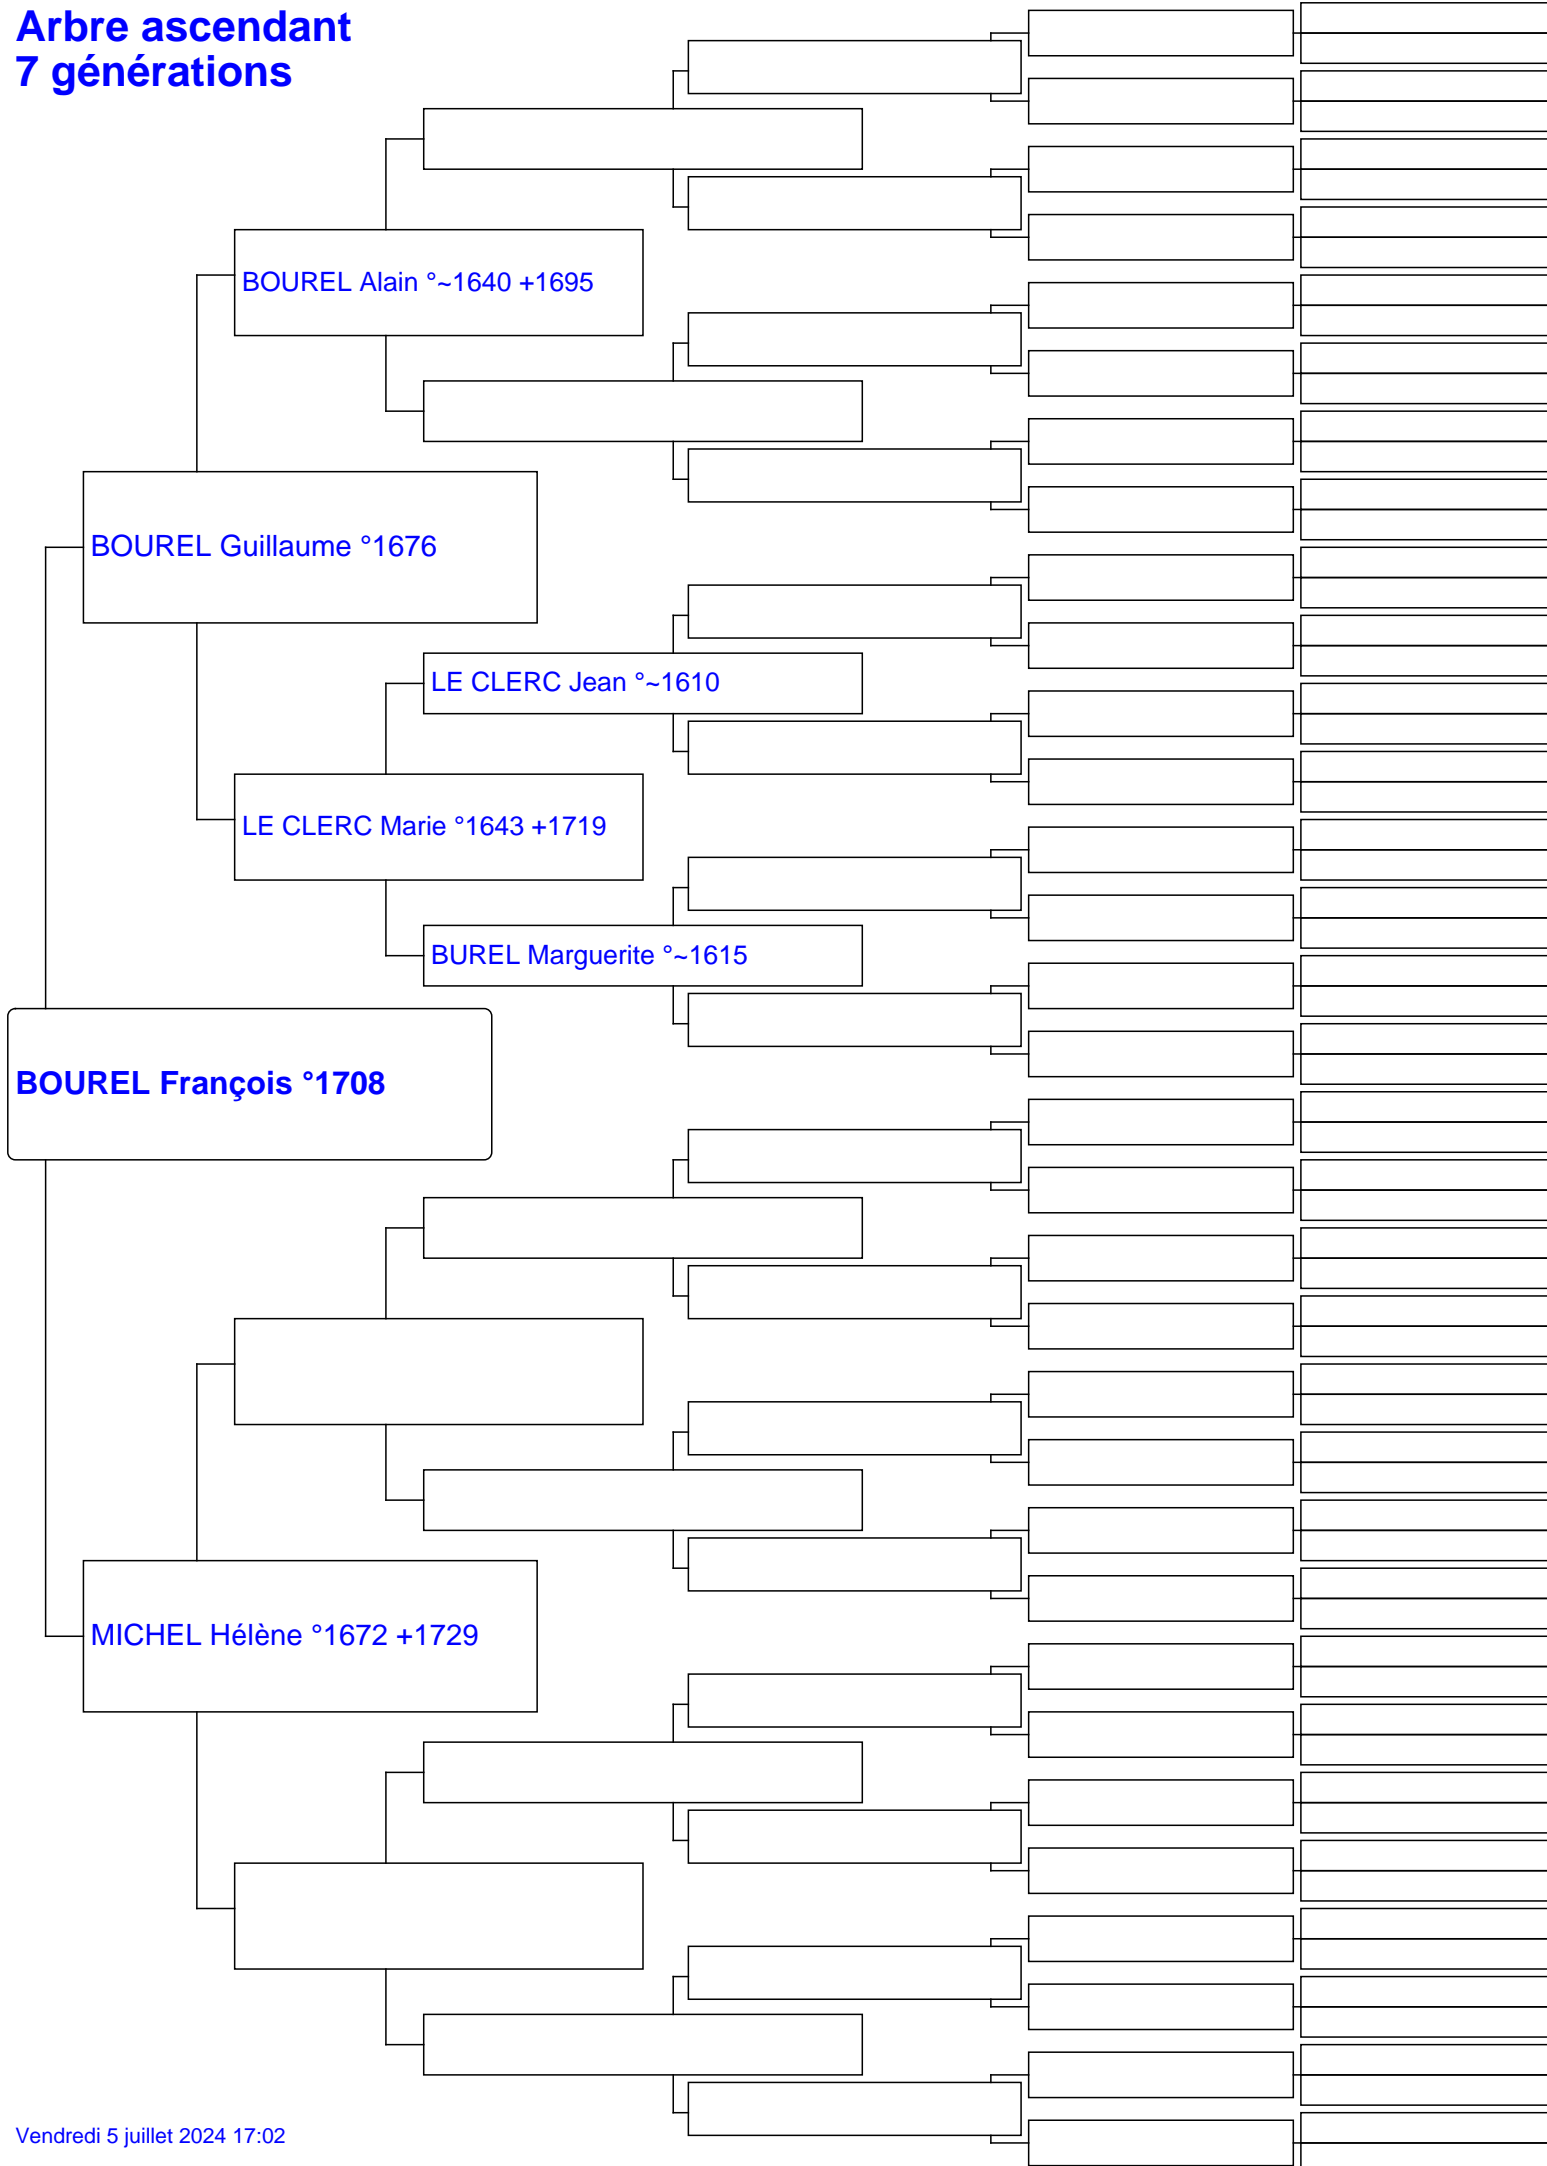 Arbre ascendant
7 générations
BOUREL Alain °~1640 +1695
BOUREL Guillaume °1676
LE CLERC Jean °~1610
LE CLERC Marie °1643 +1719
BUREL Marguerite °~1615
BOUREL François °1708
MICHEL Hélène °1672 +1729
Vendredi 5 juillet 2024 17:02